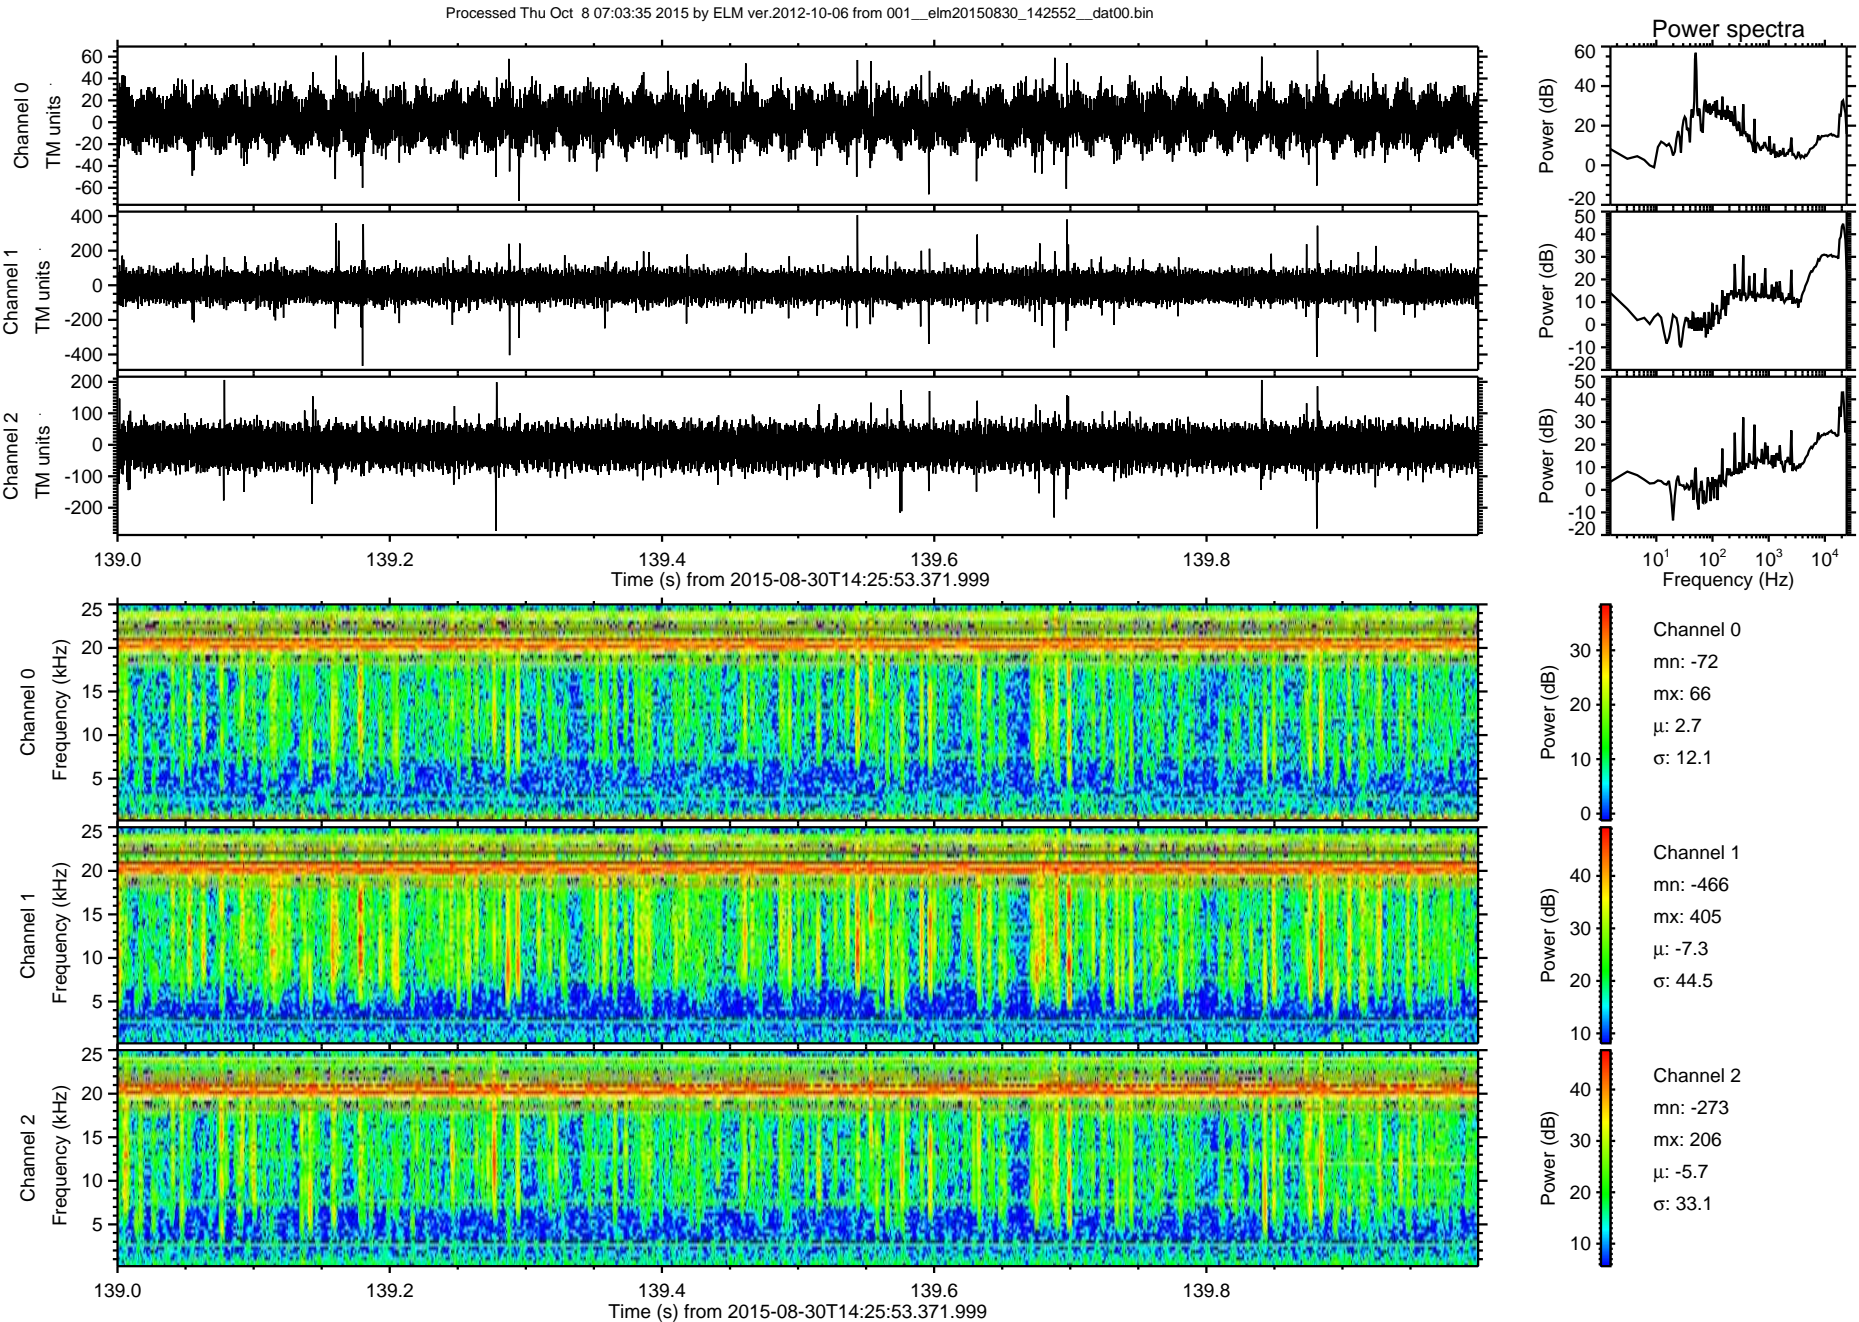 Processed Thu Oct  8 07:03:35 2015 by ELM ver.2012-10-06 from 001__elm20150830_142552__dat00.bin
Power spectra
Channel 0
TM units
60
40
20
0
-20
-40
-60
Power (dB)
60
40
20
0
-20
Channel 1
TM units
400
200
0
-200
-400
Power (dB)
50
40
30
20
10
0
-10
-20
Channel 2
TM units
200
100
0
-100
-200
Power (dB)
50
40
30
20
10
0
-10
-20
139.0 139.2 139.4 139.6 139.8
Time (s) from 2015-08-30T14:25:53.371.999
10^1 10^2 10^3 10^4
Frequency (Hz)
Channel 0
Frequency (kHz)
25
20
15
10
5
Power (dB)
30
20
10
0
Channel 0
mn: -72
mx: 66
μ: 2.7
σ: 12.1
Channel 1
Frequency (kHz)
25
20
15
10
5
Power (dB)
40
30
20
10
Channel 1
mn: -466
mx: 405
μ: -7.3
σ: 44.5
Channel 2
Frequency (kHz)
25
20
15
10
5
Power (dB)
40
30
20
10
Channel 2
mn: -273
mx: 206
μ: -5.7
σ: 33.1
139.0 139.2 139.4 139.6 139.8
Time (s) from 2015-08-30T14:25:53.371.999